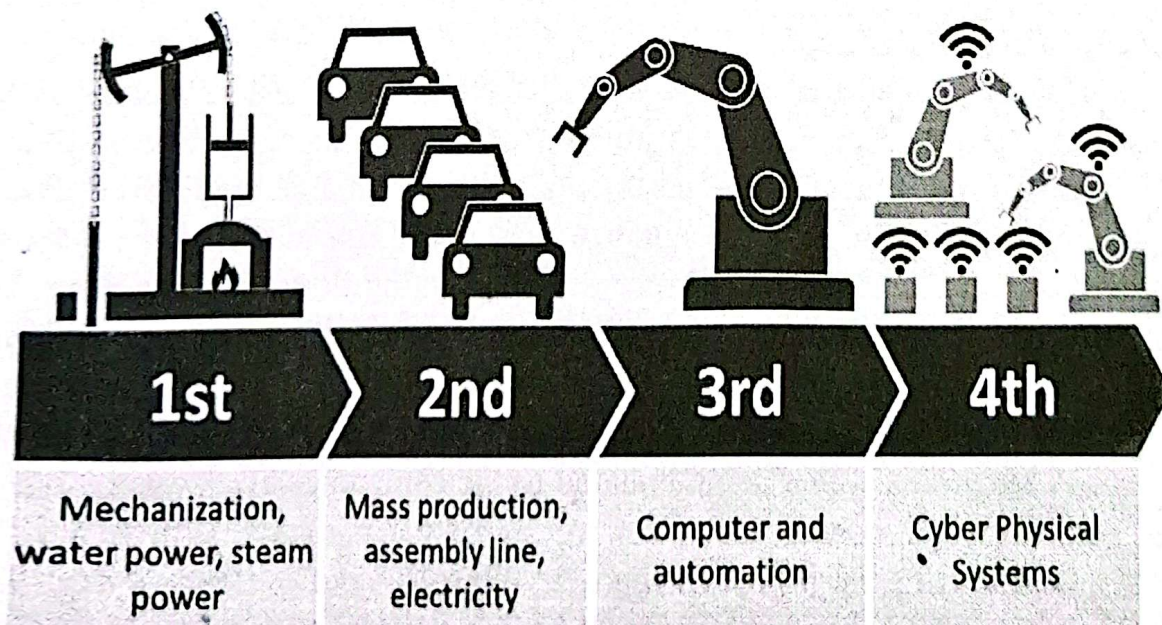 1st
2nd
3rd
4th
Mechanization,
water power, steam
power
Mass production,
assembly line,
electricity
Computer and
automation
Cyber Physical
Systems